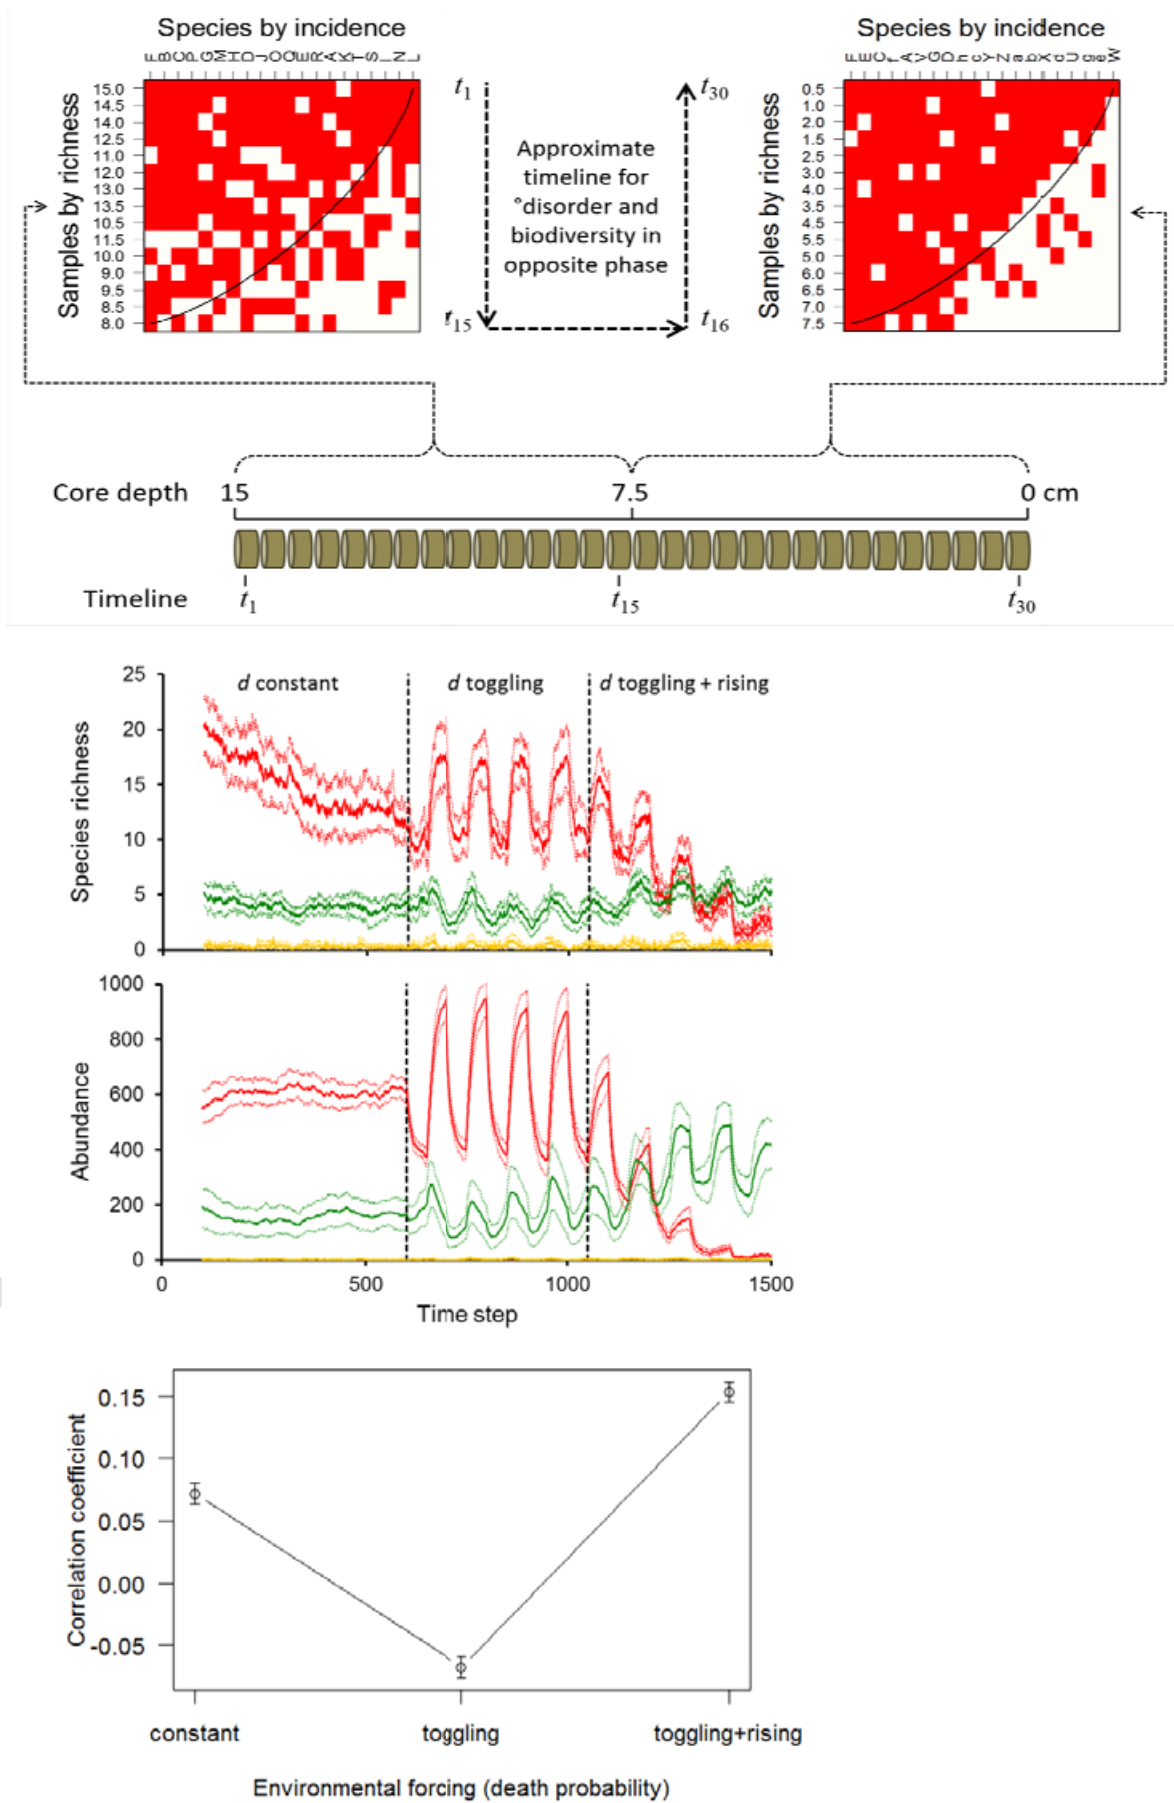 Species by incidence
Species by incidence
Samples by richness
15.0
14.5
14.0
12.5
11.0
12.0
13.0
13.5
10.5
11.5
10.0
9.0
9.5
8.5
8.0
t1
t30
Approximate
timeline for
°disorder and
biodiversity in
opposite phase
t15
t16
Samples by richness
0.5
1.0
2.0
1.5
2.5
3.0
4.0
3.5
4.5
5.5
5.0
6.0
6.5
7.0
7.5
Core depth 15 7.5 0 cm
Timeline t1 t15 t30
Species richness
25
20
15
10
5
0
d constant d toggling d toggling + rising
Abundance
1000
800
600
400
200
0
0 500 1000 1500
Time step
Correlation coefficient
0.15
0.10
0.05
0.00
-0.05
constant toggling toggling+rising
Environmental forcing (death probability)